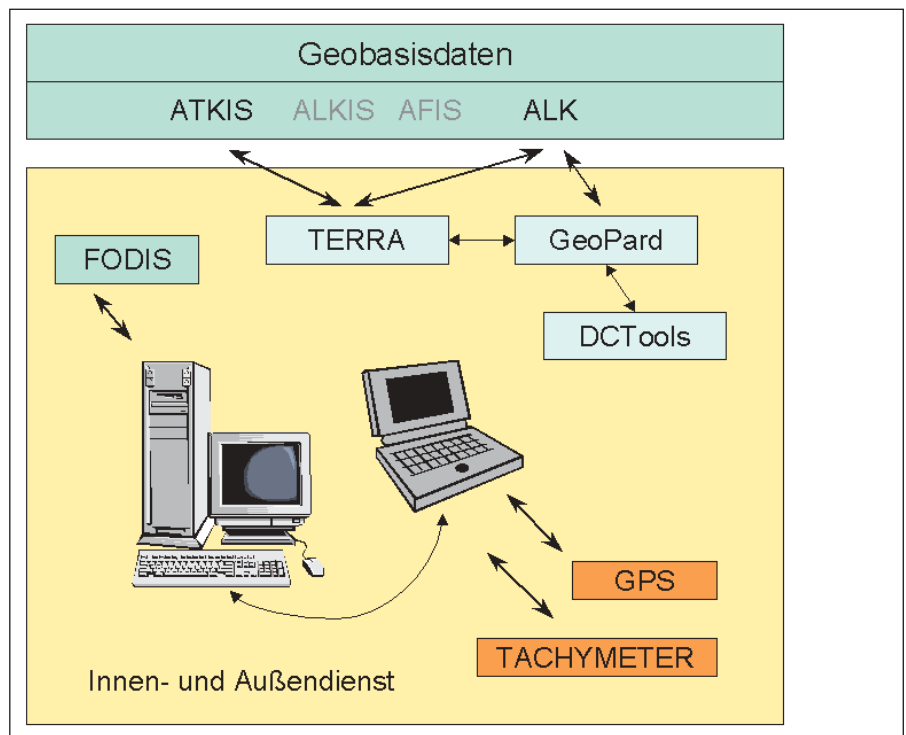 Geobasisdaten
ATKIS ALKIS AFIS ALK
TERRA GeoPard
FODIS
DCTools
GPS
TACHYMETER
Innen- und Außendienst